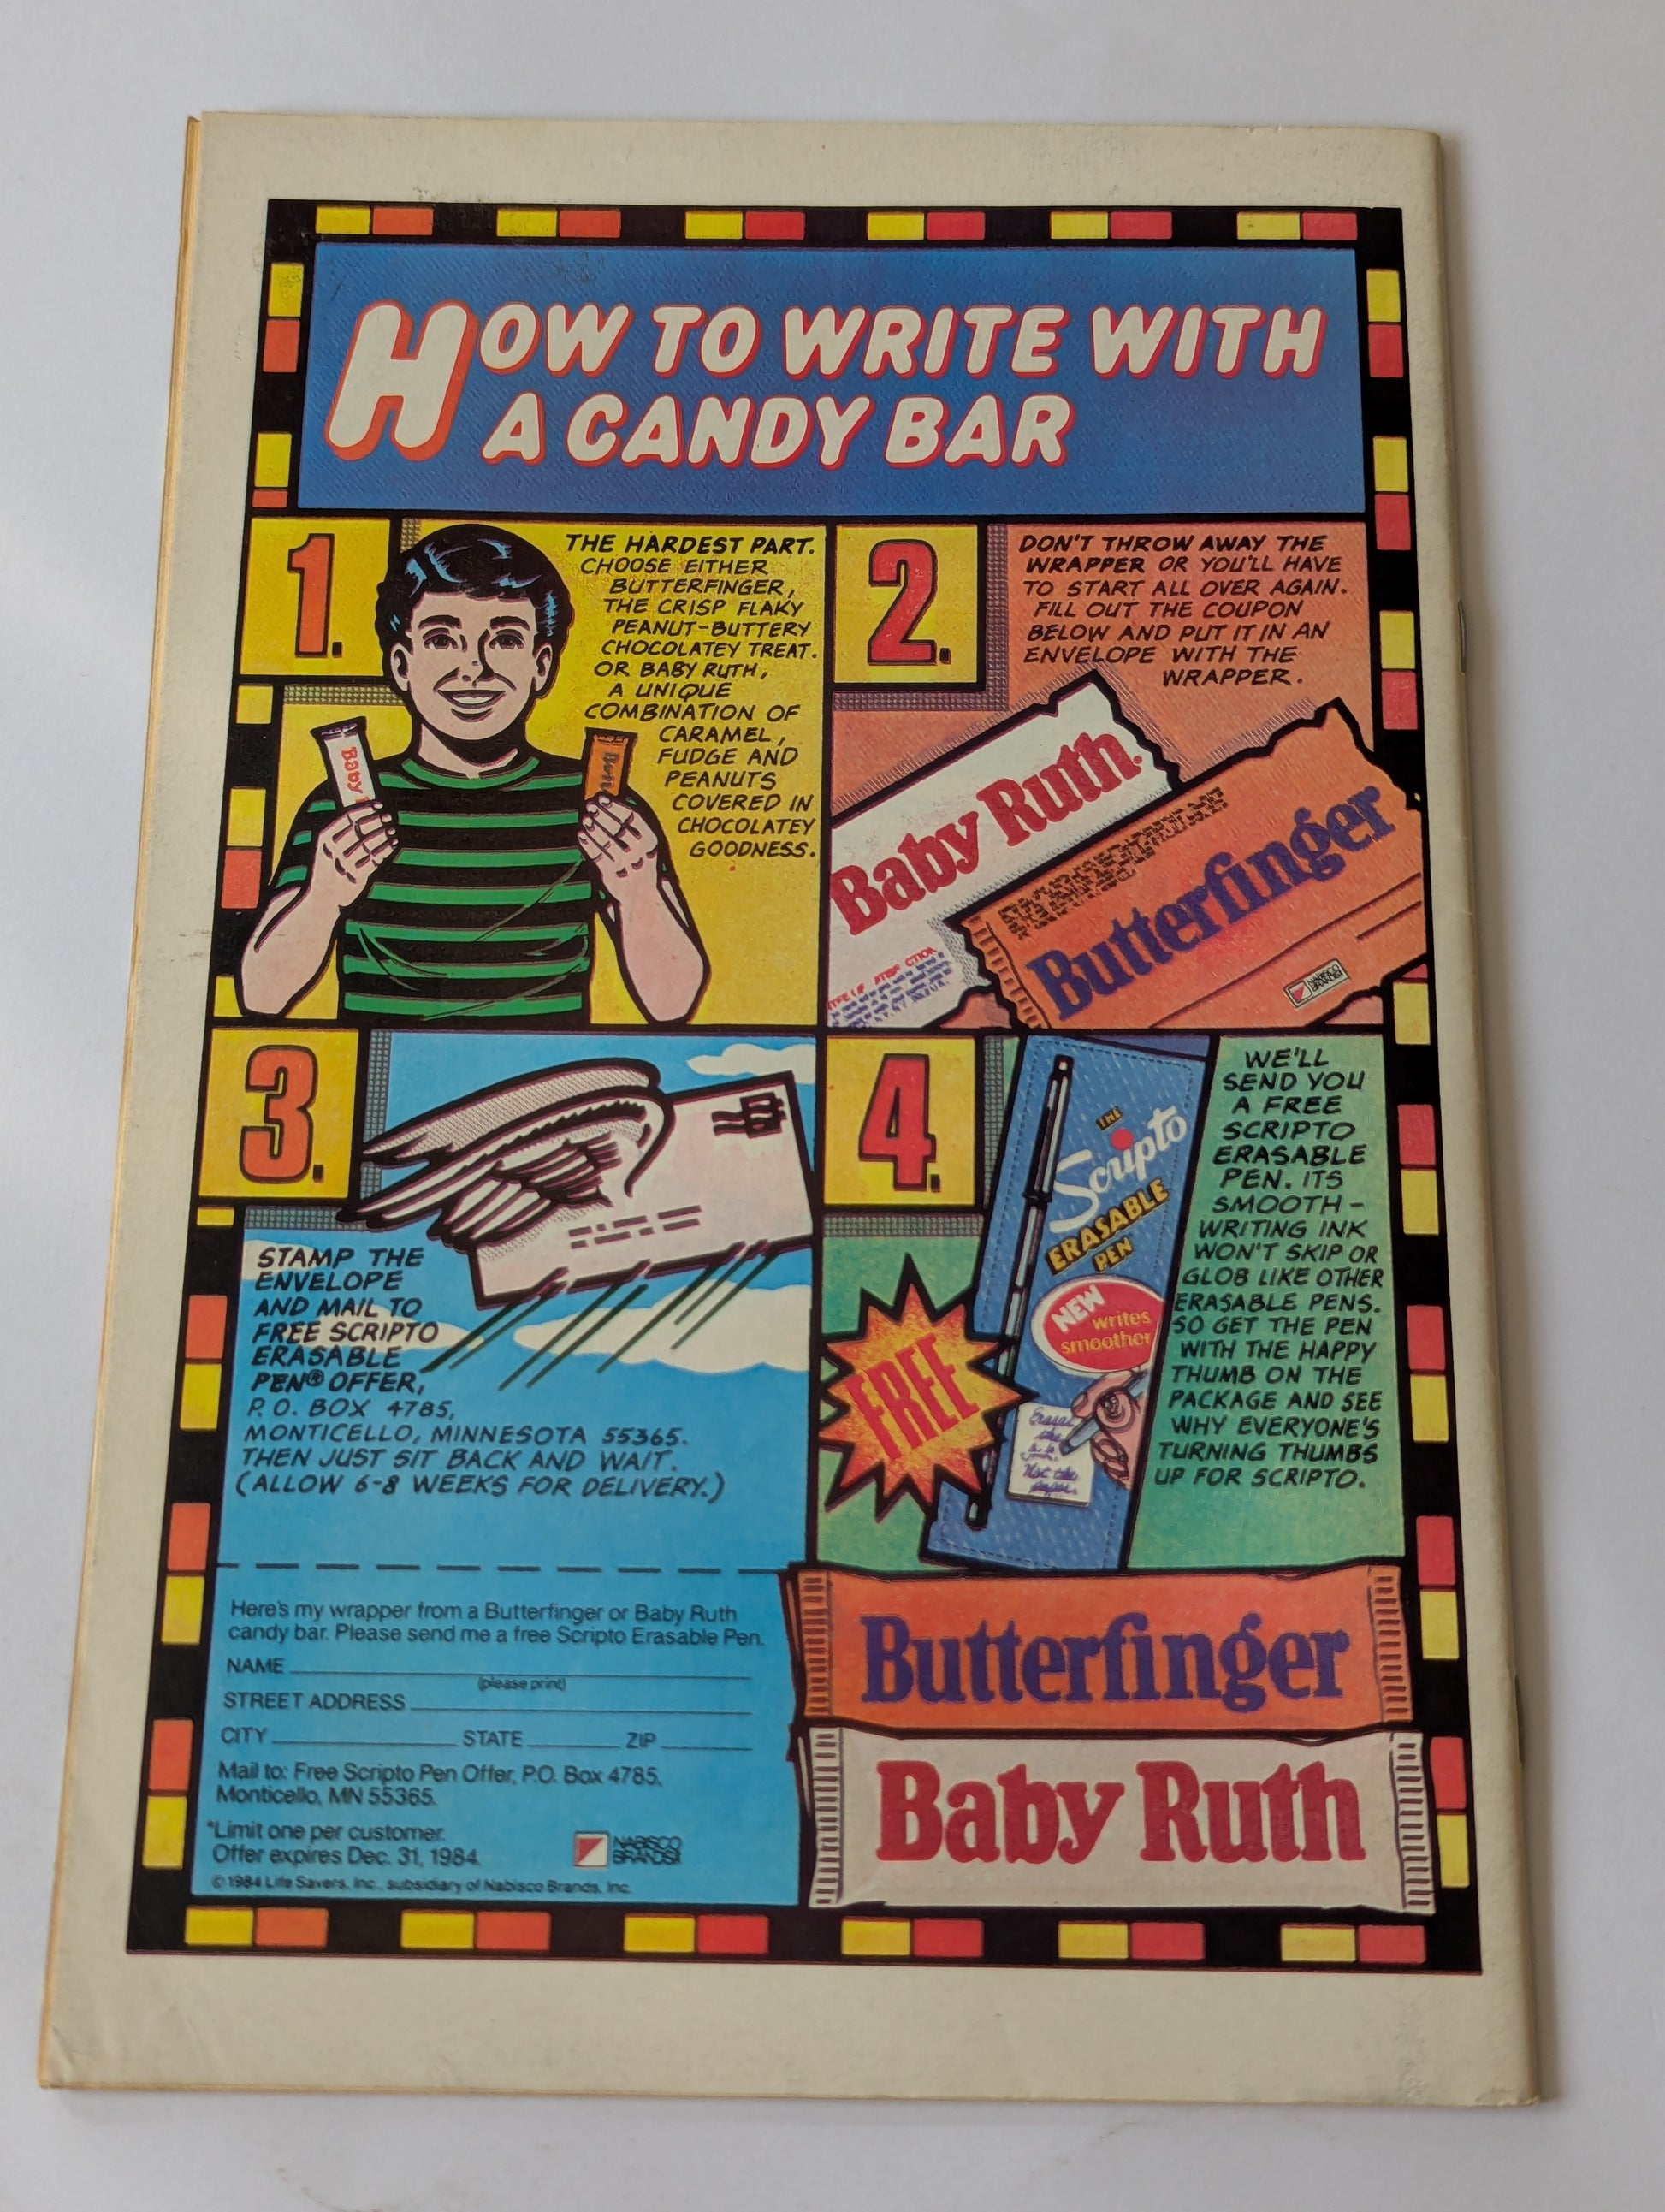 HOW TO WRITE WITH
A CANDY BAR
1.
THE HARDEST PART.
CHOOSE EITHER
BUTTERFINGER,
THE CRISP FLAKY
PEANUT-BUTTERY
CHOCOLATEY TREAT.
OR BABY RUTH,
A UNIQUE
COMBINATION OF
CARAMEL,
FUDGE AND
PEANUTS
COVERED IN
CHOCOLATEY
GOODNESS.
Baby
Butt
2.
DON'T THROW AWAY THE
WRAPPER OR YOU'LL HAVE
TO START ALL OVER AGAIN.
FILL OUT THE COUPON
BELOW AND PUT IT IN AN
ENVELOPE WITH THE
WRAPPER.
Baby Ruth
Butterfinger
NABISCO
BRANDS
3.
STAMP THE
ENVELOPE
AND MAIL TO
FREE SCRIPTO
ERASABLE
PEN® OFFER,
P.O. BOX 4785,
MONTICELLO, MINNESOTA 55365.
THEN JUST SIT BACK AND WAIT.
(ALLOW 6-8 WEEKS FOR DELIVERY.)
4.
THE
Scripto
ERASABLE
PEN
NEW
writes
smoother
FREE
Not the
paper.
WE'LL
SEND YOU
A FREE
SCRIPTO
ERASABLE
PEN. ITS
SMOOTH-
WRITING INK
WON'T SKIP OR
GLOB LIKE OTHER
ERASABLE PENS.
SO GET THE PEN
WITH THE HAPPY
THUMB ON THE
PACKAGE AND SEE
WHY EVERYONE'S
TURNING THUMBS
UP FOR SCRIPTO.
Here's my wrapper from a Butterfinger or Baby Ruth
candy bar. Please send me a free Scripto Erasable Pen.
NAME
(please print)
STREET ADDRESS
CITY STATE ZIP
Mail to: Free Scripto Pen Offer, P.O. Box 4785,
Monticello, MN 55365.
*Limit one per customer.
Offer expires Dec. 31, 1984.
NABISCO
BRANDS
© 1984 Life Savers, Inc., subsidiary of Nabisco Brands, Inc.
Butterfinger
Baby Ruth